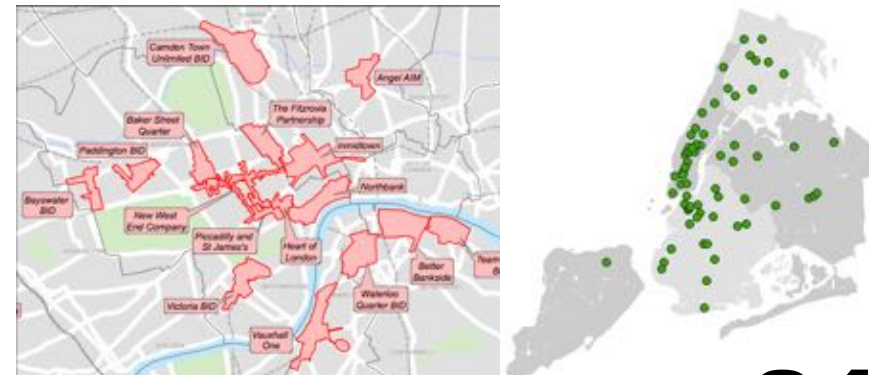 Camden Town
Unlimited BID
Angel AIM
The Fitzrovia
Partnership
Baker Street
Quarter
inmidtown
Paddington BID
Northbank
Bayswater
BID
New West
End Company
Piccadilly and
St James's
Heart of
London
Better
Bankside
Team
Victoria BID
Waterloo
Quarter BID
Vauxhall
One